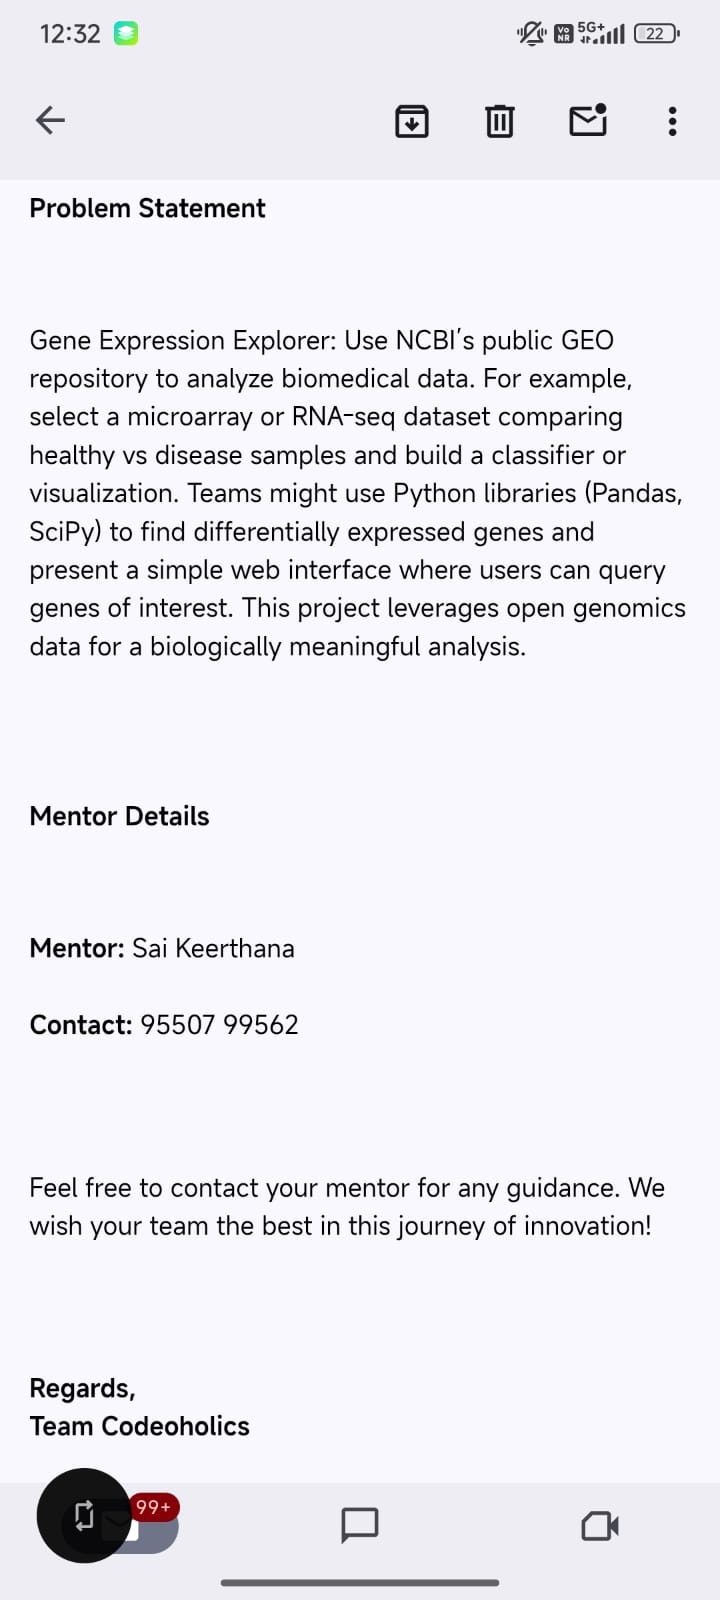 12:32
Vo
NR
5G+
22
Problem Statement
Gene Expression Explorer: Use NCBI's public GEO
repository to analyze biomedical data. For example,
select a microarray or RNA-seq dataset comparing
healthy vs disease samples and build a classifier or
visualization. Teams might use Python libraries (Pandas,
SciPy) to find differentially expressed genes and
present a simple web interface where users can query
genes of interest. This project leverages open genomics
data for a biologically meaningful analysis.
Mentor Details
Mentor: Sai Keerthana
Contact: 95507 99562
Feel free to contact your mentor for any guidance. We
wish your team the best in this journey of innovation!
Regards,
Team Codeoholics
99+